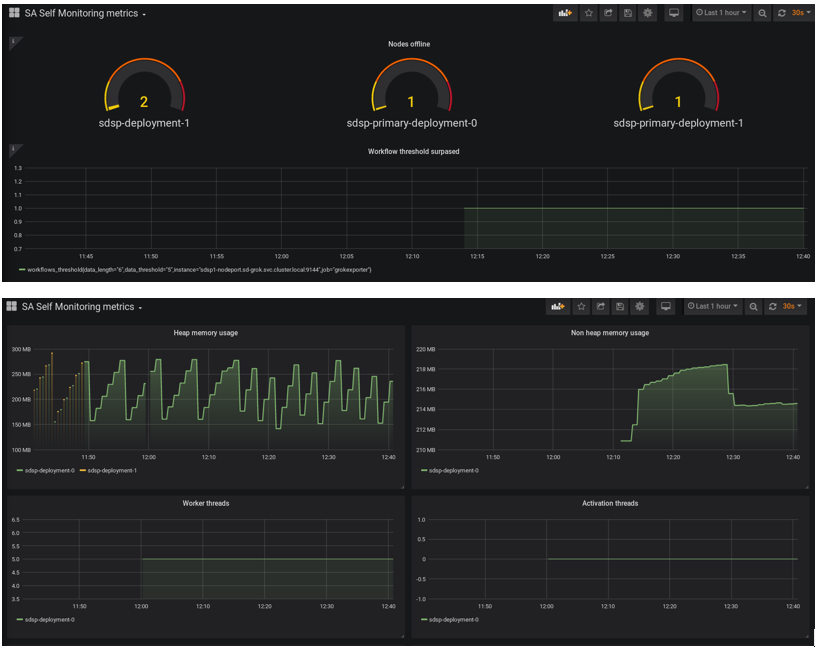 SA Self Monitoring metrics
Last 1 hour
30s
i
Nodes offline
2
1
1
sdsp-deployment-1
sdsp-primary-deployment-0
sdsp-primary-deployment-1
i
Workflow threshold surpased
1.3
1.2
1.1
1.0
0.9
0.8
0.7
11:45 11:50 11:55 12:00 12:05 12:10 12:15 12:20 12:25 12:30 12:35 12:40
workflows_threshold{data_length="6",data_threshold="5",instance="sdsp1-nodeport.sd-grok.svc.cluster.local:9144",job="grokexporter"}
SA Self Monitoring metrics
Last 1 hour
30s
Heap memory usage
300 MB
250 MB
200 MB
150 MB
100 MB
11:50 12:00 12:10 12:20 12:30 12:40
sdsp-deployment-0 sdsp-deployment-1
Non heap memory usage
220 MB
218 MB
216 MB
214 MB
212 MB
210 MB
11:50 12:00 12:10 12:20 12:30 12:40
sdsp-deployment-0
Worker threads
6.5
6.0
5.5
5.0
4.5
4.0
3.5
11:50 12:00 12:10 12:20 12:30 12:40
sdsp-deployment-0
Activation threads
1.0
0.5
0
-0.5
-1.0
11:50 12:00 12:10 12:20 12:30 12:40
sdsp-deployment-0